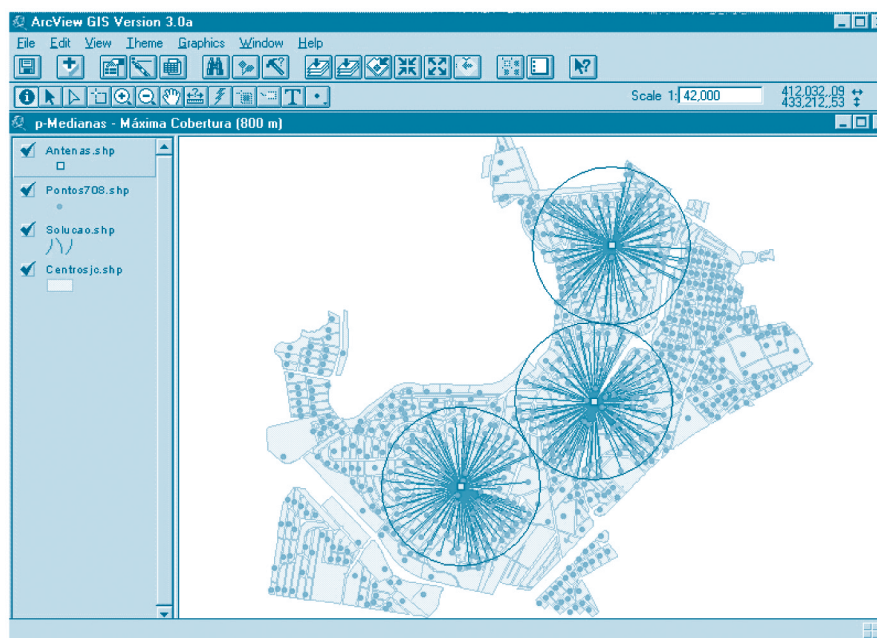 ArcView GIS Version 3.0a
File Edit View Theme Graphics Window Help
Scale 1: 42,000
412,032,.09
433,212,.53
p-Medianas - Máxima Cobertura (800 m)
Antenas.shp
Pontos708.shp
Solucao.shp
Centrosjc.shp